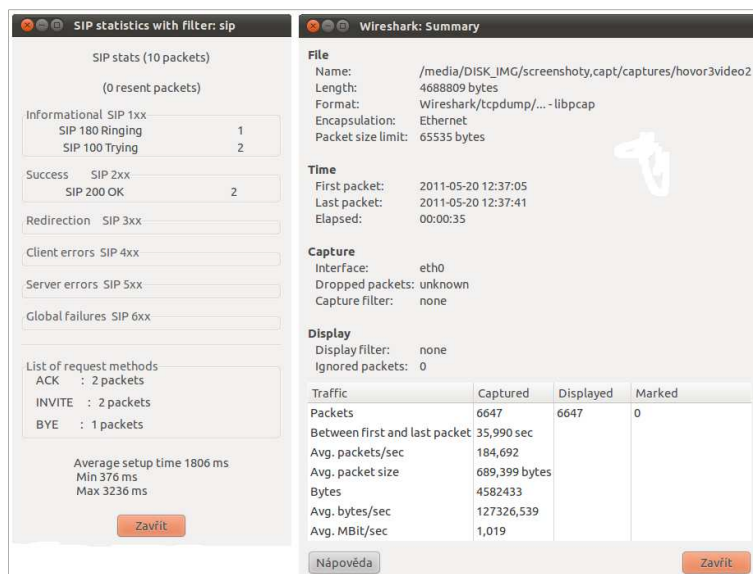 SIP statistics with filter: sip
SIP stats (10 packets)
(0 resent packets)
Informational SIP 1xx
SIP 180 Ringing 1
SIP 100 Trying 2
Success SIP 2xx
SIP 200 OK 2
Redirection SIP 3xx
Client errors SIP 4xx
Server errors SIP 5xx
Global failures SIP 6xx
List of request methods
ACK : 2 packets
INVITE : 2 packets
BYE : 1 packets
Average setup time 1806 ms
Min 376 ms
Max 3236 ms
Zavřít
Wireshark: Summary
File
Name: /media/DISK_IMG/screenshoty,capt/captures/hovor3video2
Length: 4688809 bytes
Format: Wireshark/tcpdump/... - libpcap
Encapsulation: Ethernet
Packet size limit: 65535 bytes
Time
First packet: 2011-05-20 12:37:05
Last packet: 2011-05-20 12:37:41
Elapsed: 00:00:35
Capture
Interface: eth0
Dropped packets: unknown
Capture filter: none
Display
Display filter: none
Ignored packets: 0
Traffic Captured Displayed Marked
Packets 6647 6647 0
Between first and last packet 35,990 sec
Avg. packets/sec 184,692
Avg. packet size 689,399 bytes
Bytes 4582433
Avg. bytes/sec 127326,539
Avg. MBit/sec 1,019
Nápověda Zavřít